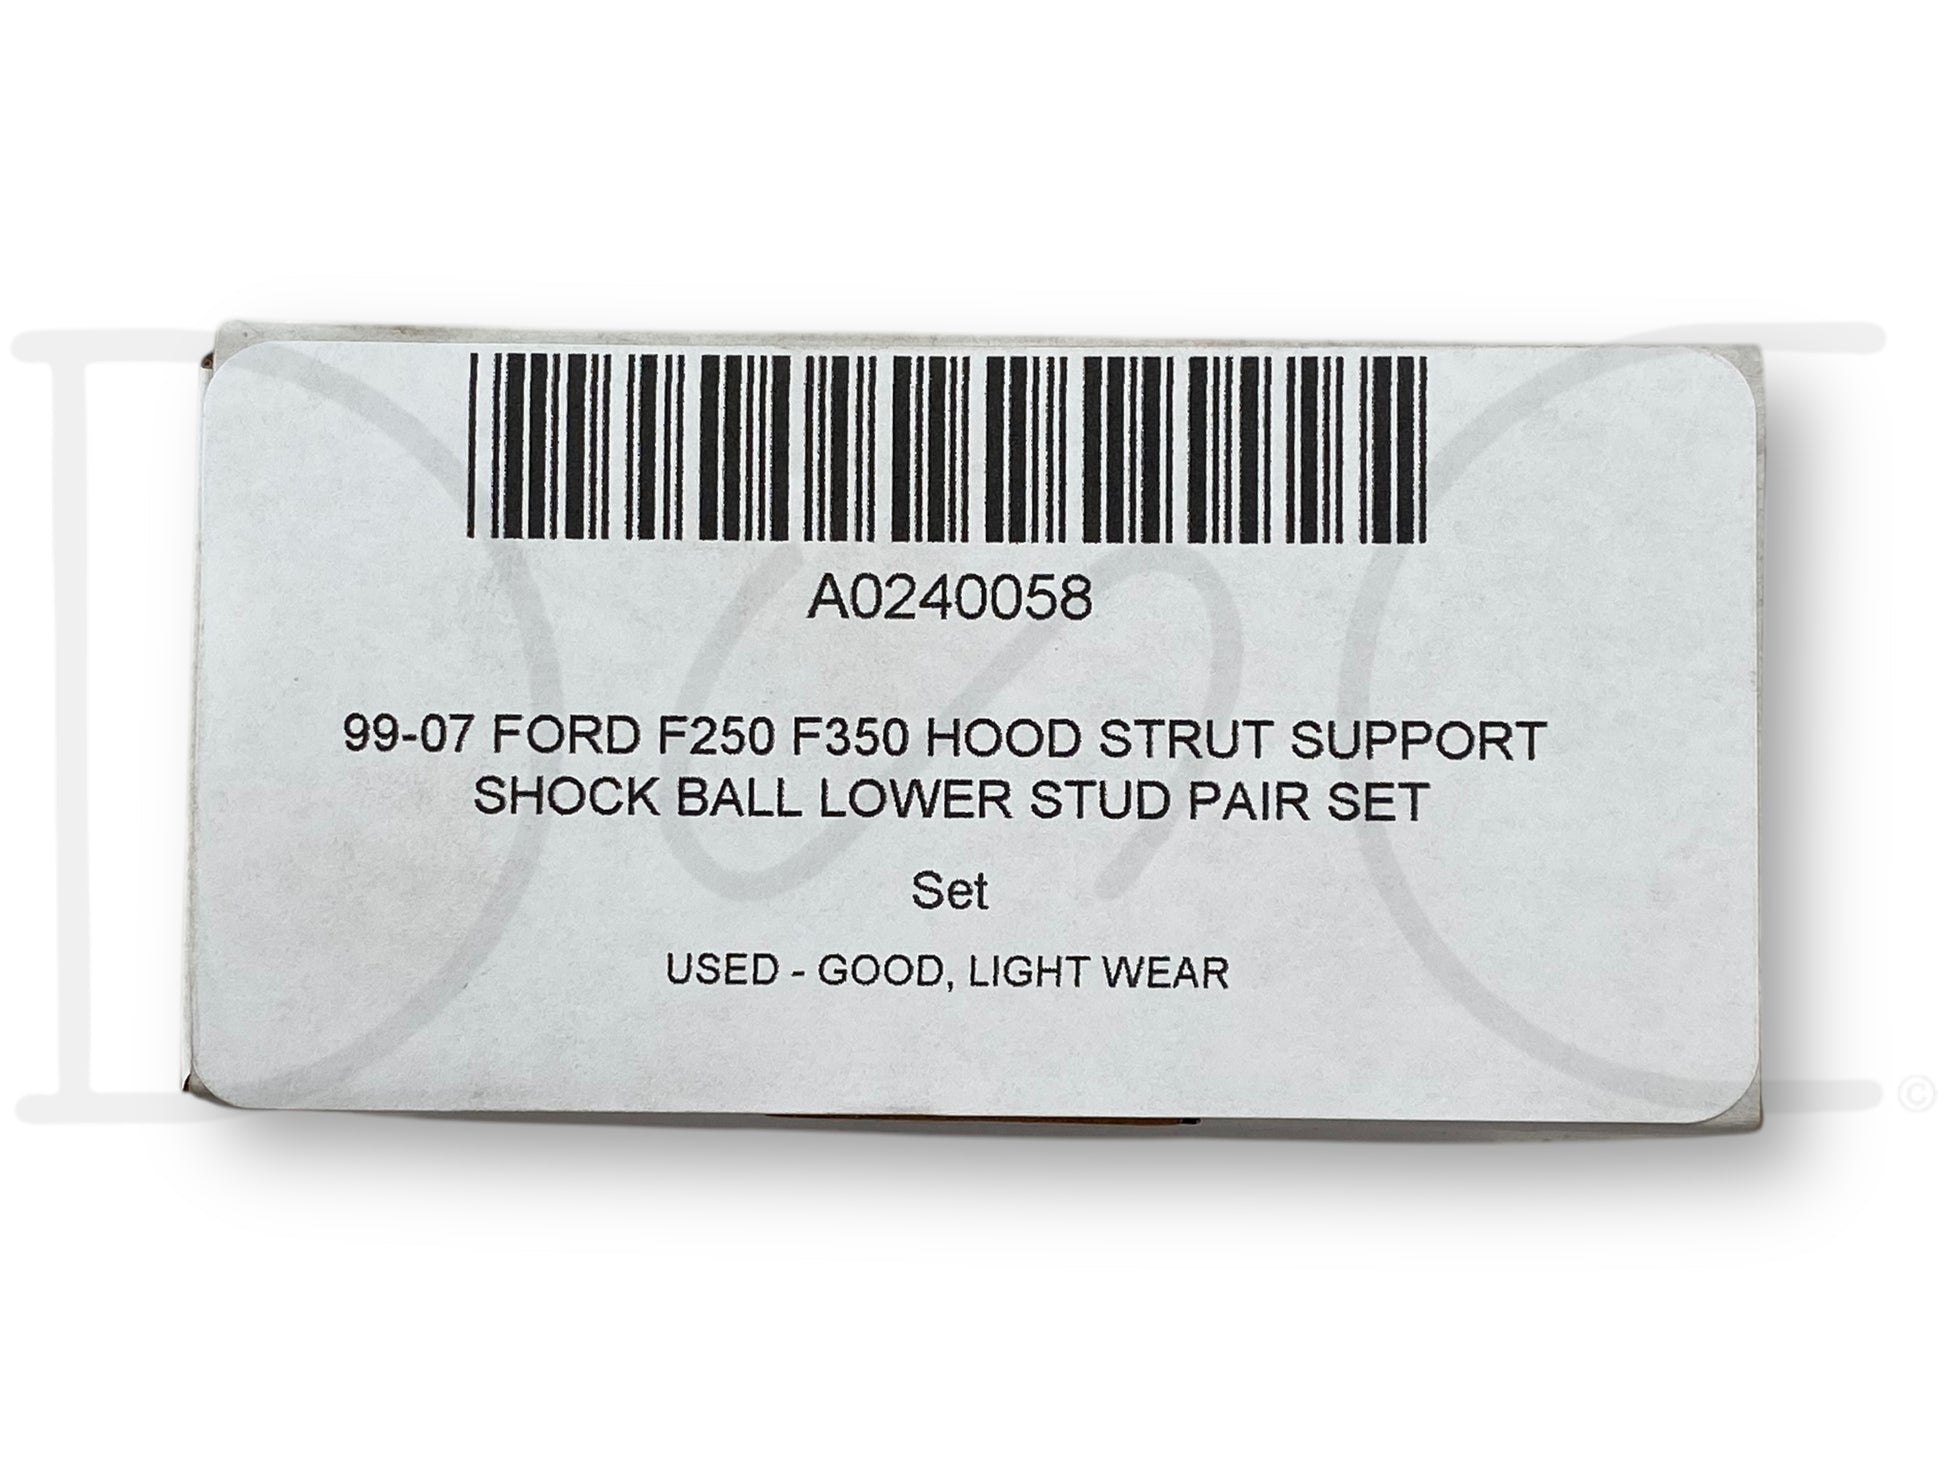 A0240058
99-07 FORD F250 F350 HOOD STRUT SUPPORT
SHOCK BALL LOWER STUD PAIR SET
Set
USED - GOOD, LIGHT WEAR
©